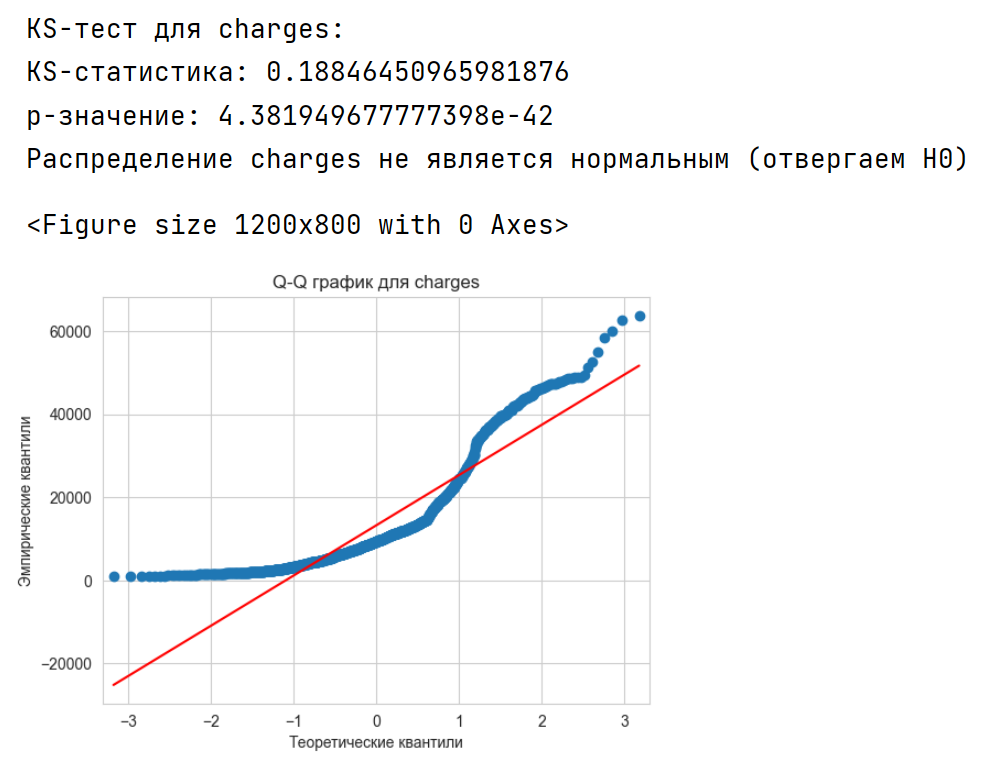 KS-тест для charges:
KS-статистика: 0.18846450965981876
p-значение: 4.381949677777398e-42
Распределение charges не является нормальным (отвергаем H0)
<Figure size 1200x800 with 0 Axes>
Q-Q график для charges
60000
40000
20000
0
−20000
Эмпирические квантили
−3 −2 −1 0 1 2 3
Теоретические квантили